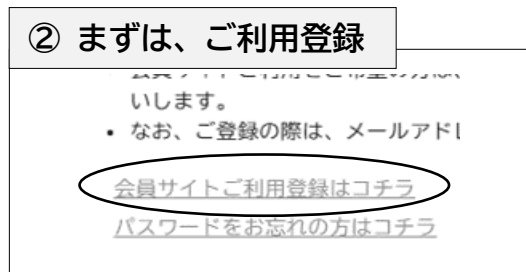 ② まずは、ご利用登録
いします。
• なお、ご登録の際は、メールアド
会員サイトご利用登録はコチラ
パスワードをお忘れの方はコチラ